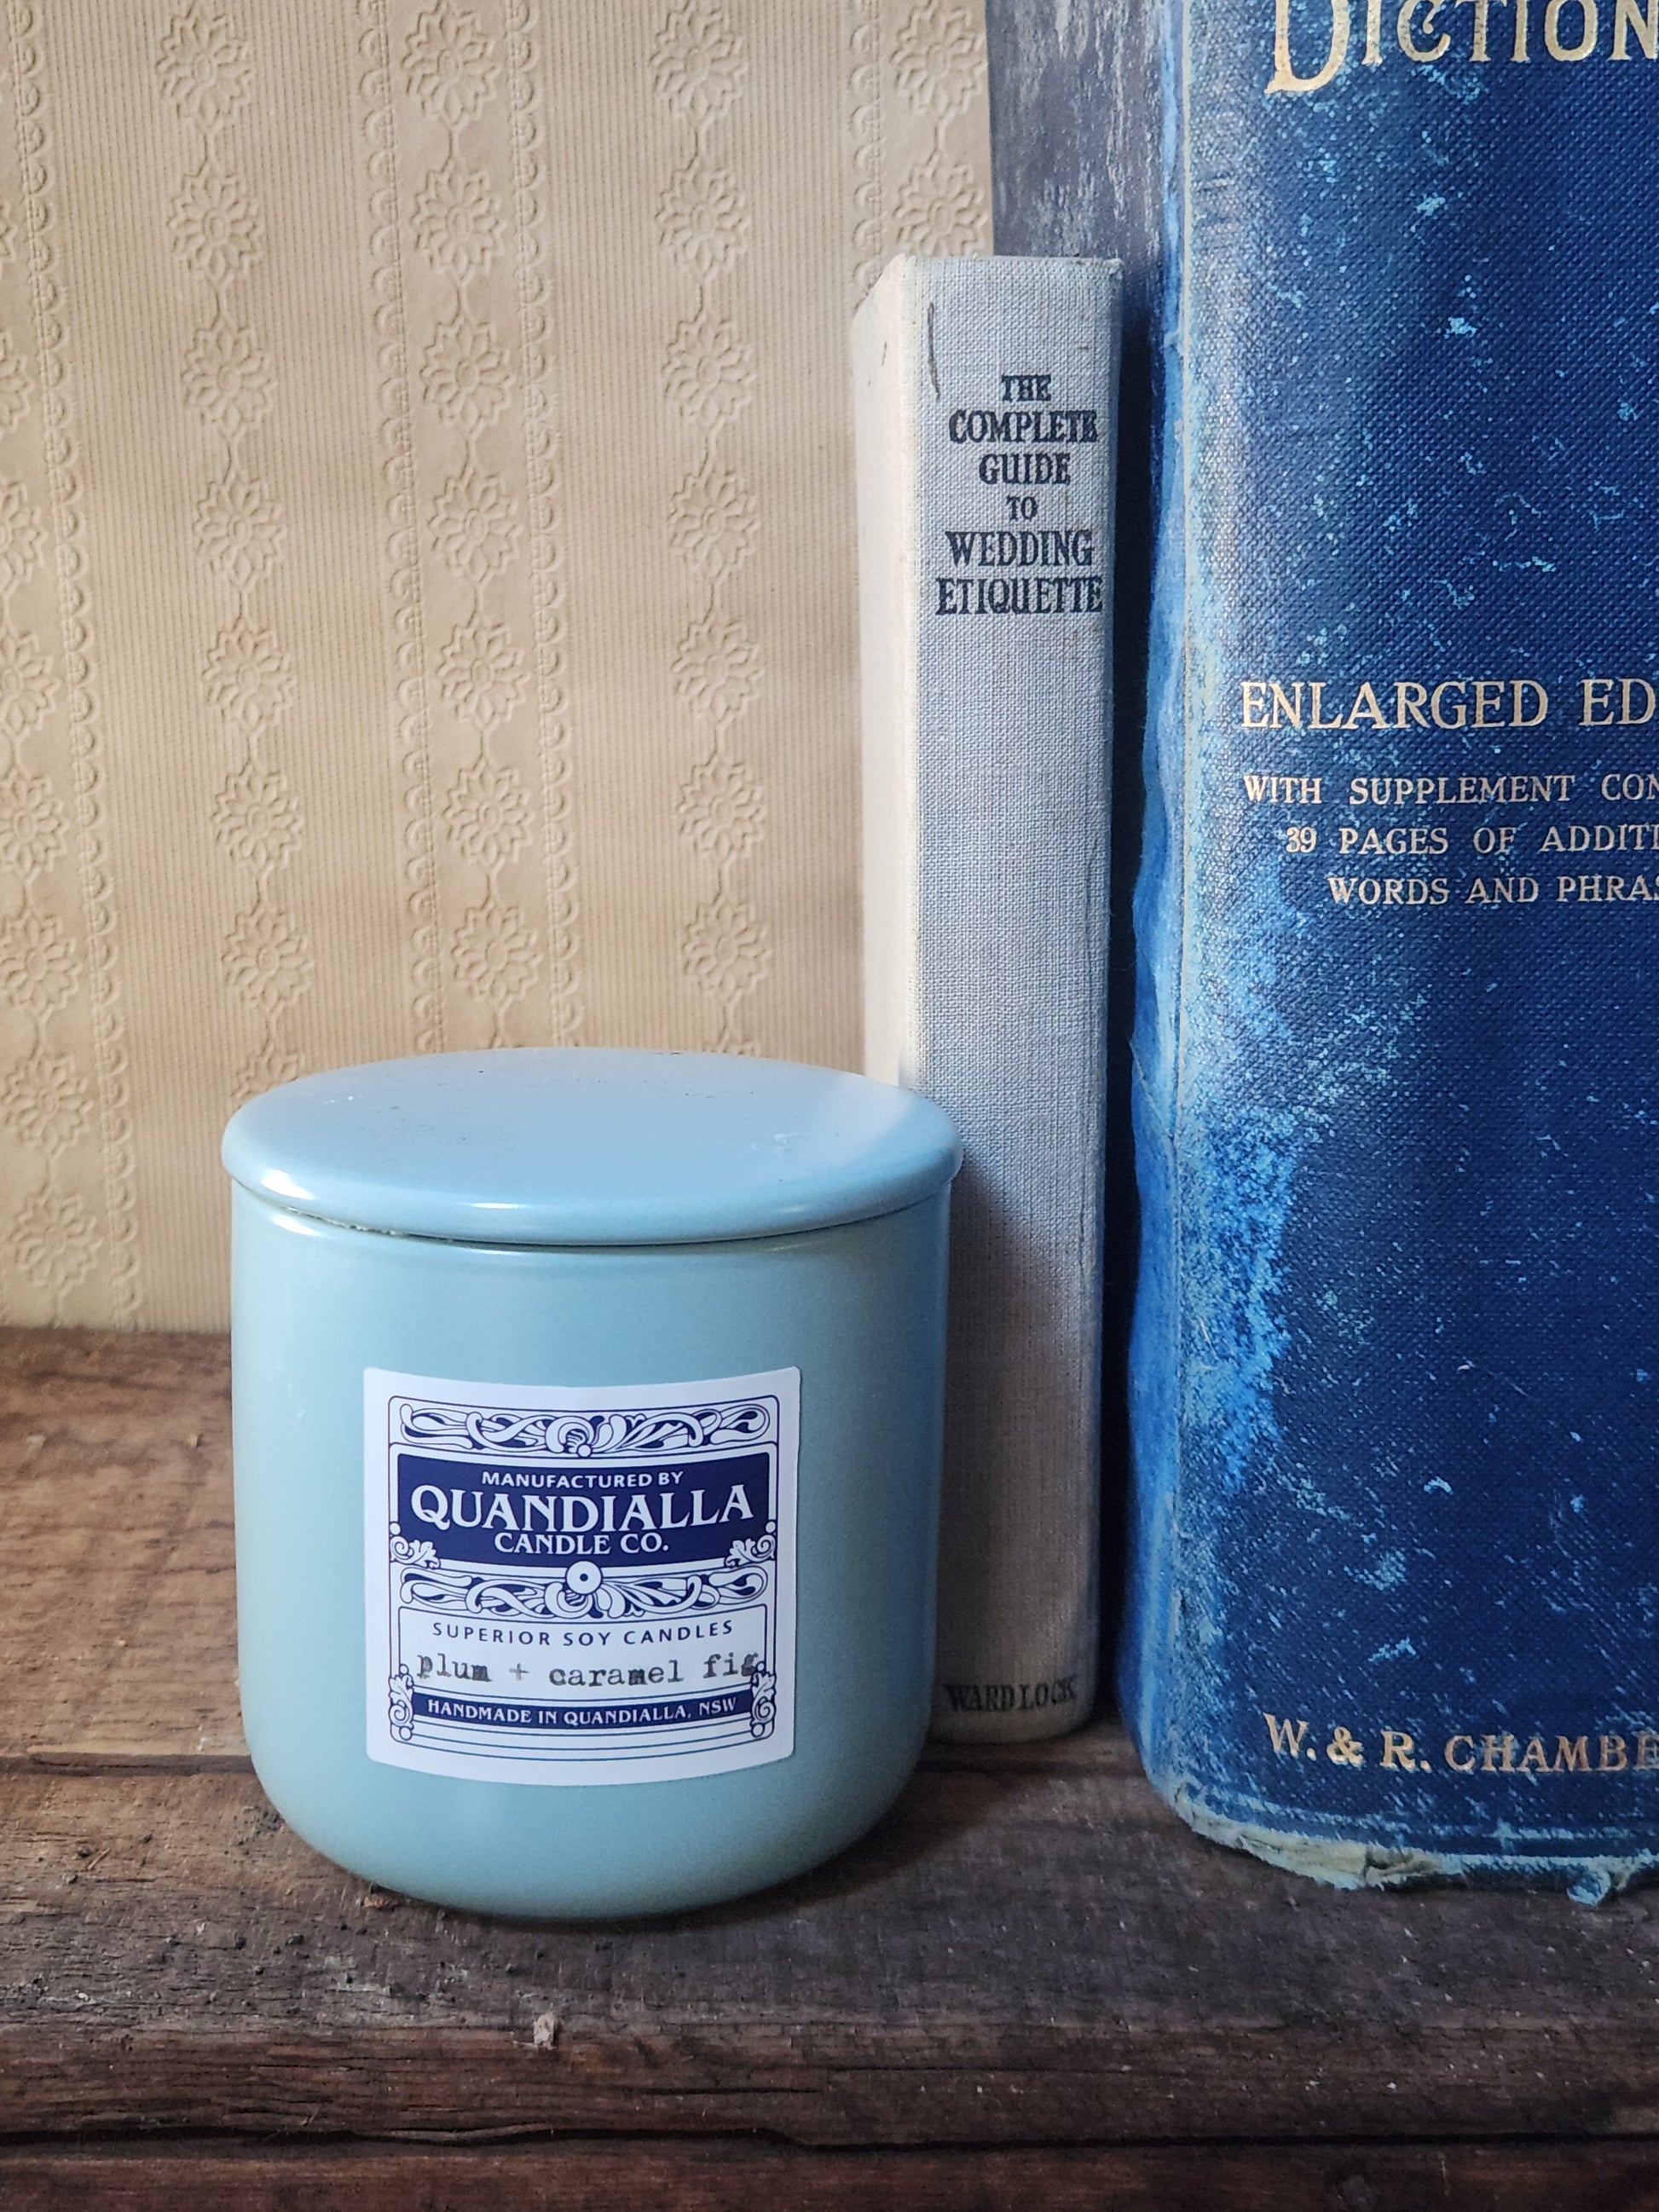 MANUFACTURED BY
QUANDIALLA
CANDLE CO.
SUPERIOR SOY CANDLES
plum + caramel fig
HANDMADE IN QUANDIALLA, NSW
THE
COMPLETE
GUIDE
TO
WEDDING
ETIQUETTE
WARD LOCK
DICTION
ENLARGED ED
WITH SUPPLEMENT CON
39 PAGES OF ADDITI
WORDS AND PHRAS
W. & R. CHAMBE